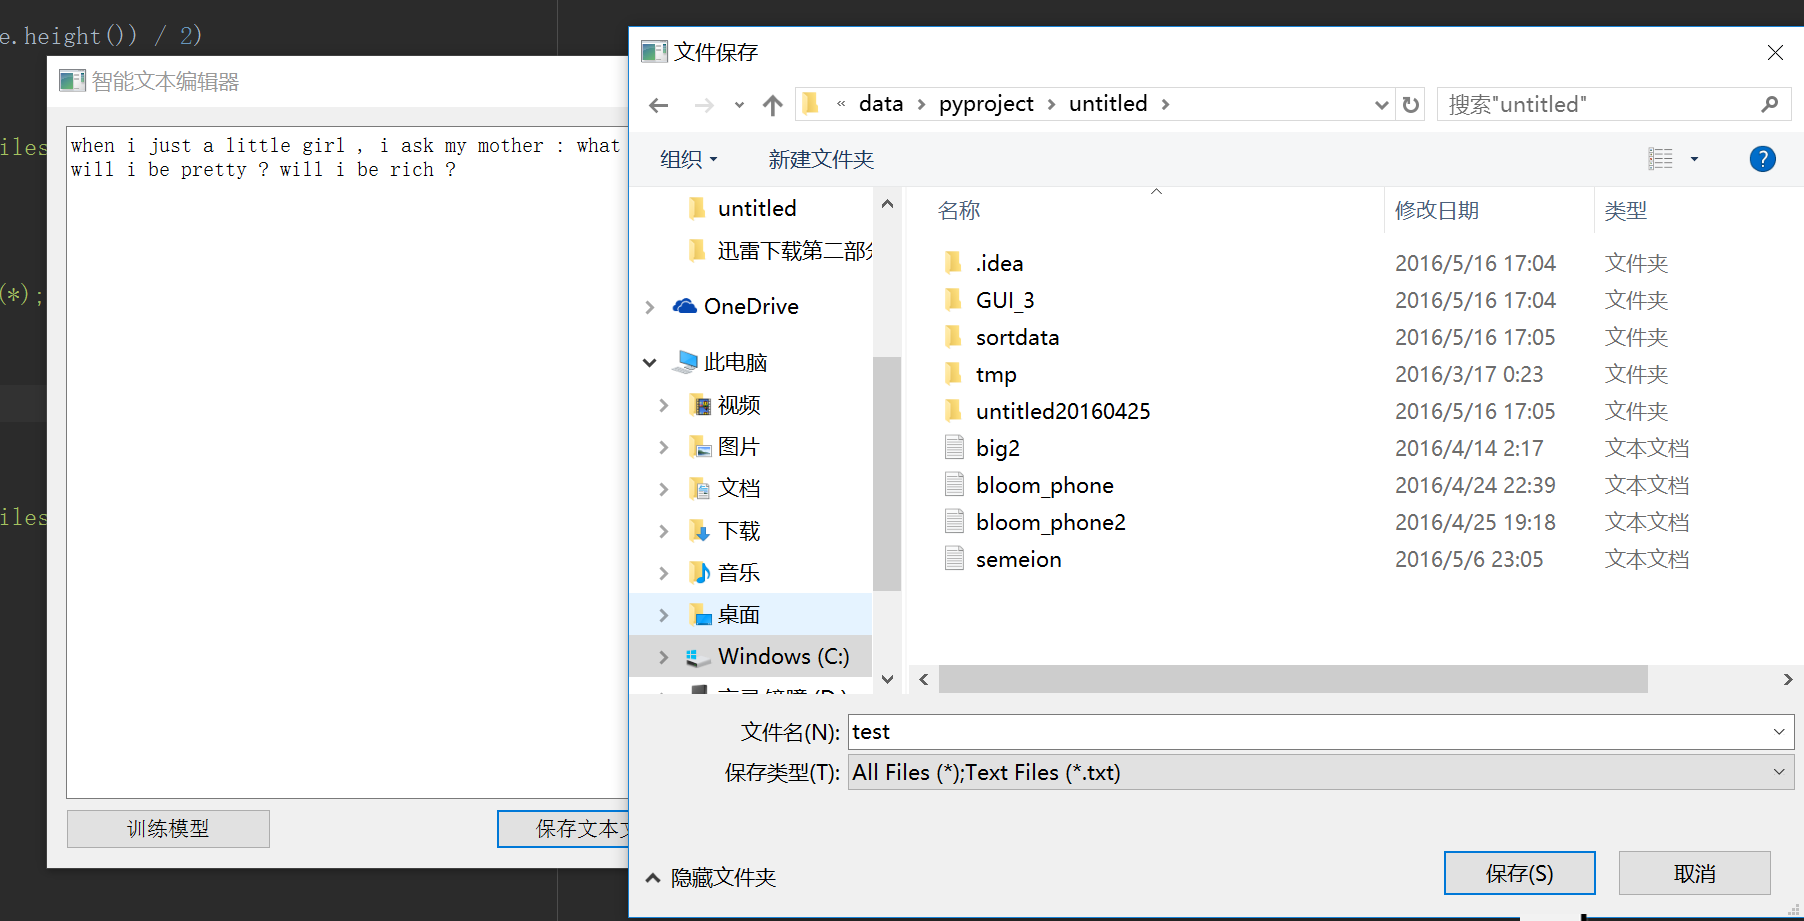 e.height()) / 2)
iles
(*);
iles
智能文本编辑器
when i just a little girl , i ask my mother : what
will i be pretty ? will i be rich ?
训练模型
保存文本
文件保存
« data > pyproject > untitled >
搜索"untitled"
组织
新建文件夹
untitled
迅雷下载第二部分
OneDrive
此电脑
视频
图片
文档
下载
音乐
桌面
Windows (C:)
名称 修改日期 类型
.idea 2016/5/16 17:04 文件夹
GUI_3 2016/5/16 17:04 文件夹
sortdata 2016/5/16 17:05 文件夹
tmp 2016/3/17 0:23 文件夹
untitled20160425 2016/5/16 17:05 文件夹
big2 2016/4/14 2:17 文本文档
bloom_phone 2016/4/24 22:39 文本文档
bloom_phone2 2016/4/25 19:18 文本文档
semeion 2016/5/6 23:05 文本文档
文件名(N): test
保存类型(T): All Files (*);Text Files (*.txt)
隐藏文件夹
保存(S)
取消